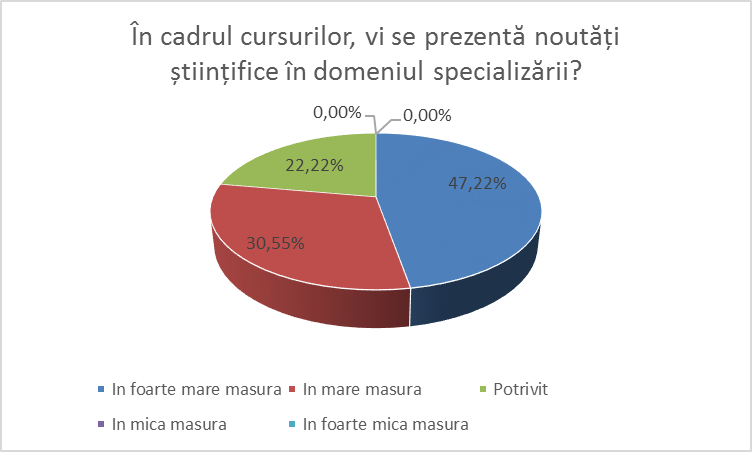 În cadrul cursurilor, vi se prezentă noutăți
științifice în domeniul specializării?
0,00% 0,00%
22,22%
47,22%
30,55%
In foarte mare masura In mare masura Potrivit
In mica masura In foarte mica masura